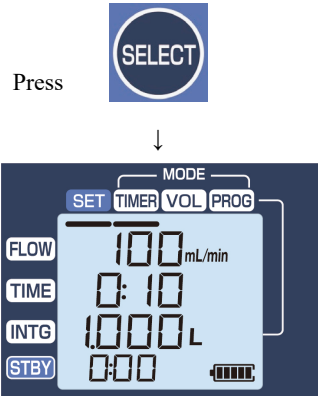 Press SELECT
↓
MODE
SET TIMER VOL PROG
FLOW 100 mL/min
TIME 0:10
INTG 1.000 L
STBY 0:00